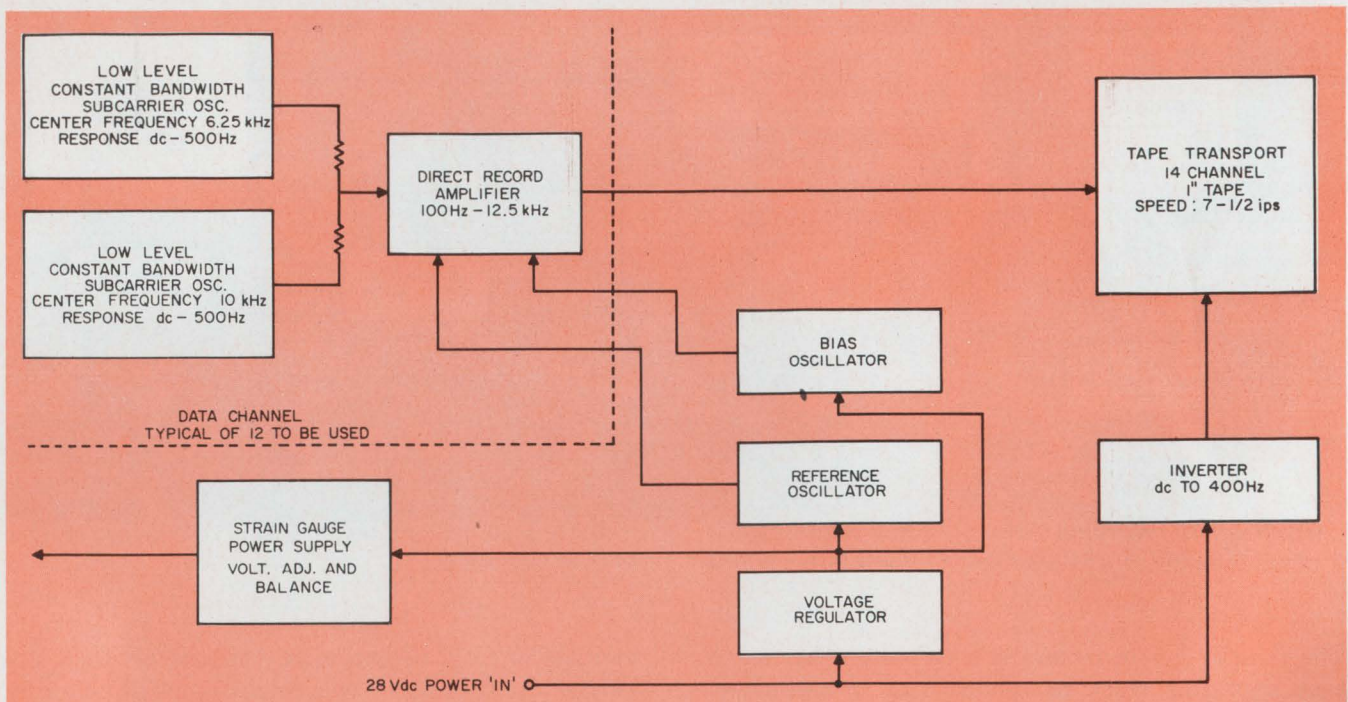 LOW LEVEL
CONSTANT BANDWIDTH
SUBCARRIER OSC.
CENTER FREQUENCY 6.25 kHz
RESPONSE dc – 500Hz
LOW LEVEL
CONSTANT BANDWIDTH
SUBCARRIER OSC.
CENTER FREQUENCY 10 kHz
RESPONSE dc – 500Hz
DIRECT RECORD
AMPLIFIER
100Hz – 12.5 kHz
TAPE TRANSPORT
14 CHANNEL
1" TAPE
SPEED : 7 – 1/2 ips
DATA CHANNEL
TYPICAL OF 12 TO BE USED
BIAS
OSCILLATOR
REFERENCE
OSCILLATOR
INVERTER
dc TO 400Hz
STRAIN GAUGE
POWER SUPPLY
VOLT. ADJ. AND
BALANCE
VOLTAGE
REGULATOR
28 Vdc POWER 'IN'